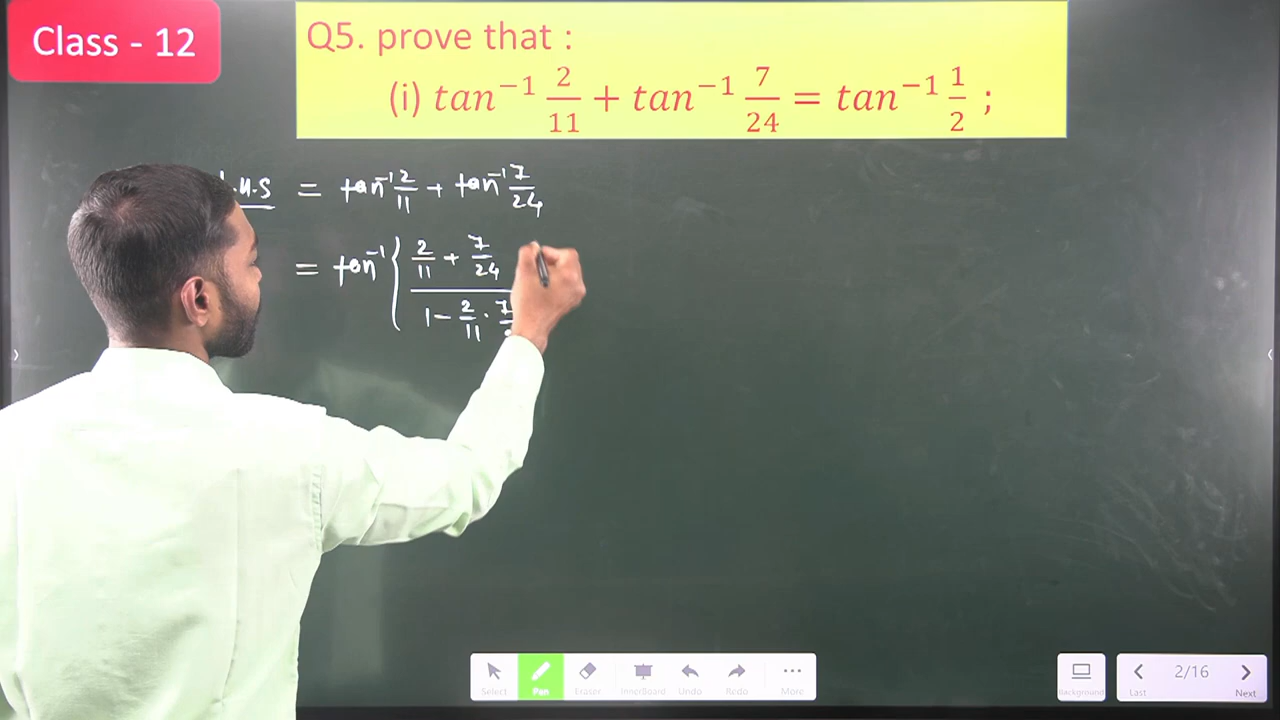 Class - 12
Q5. prove that :
(i) tan⁻¹ 2/11 + tan⁻¹ 7/24 = tan⁻¹ 1/2 ;
= tan⁻¹ 2/11 + tan⁻¹ 7/24
= tan⁻¹ { 2/11 + 7/24
1 - 2/11 · 7/
Select Pen Eraser InnerBoard Undo Redo More
Background
Last 2/16 Next